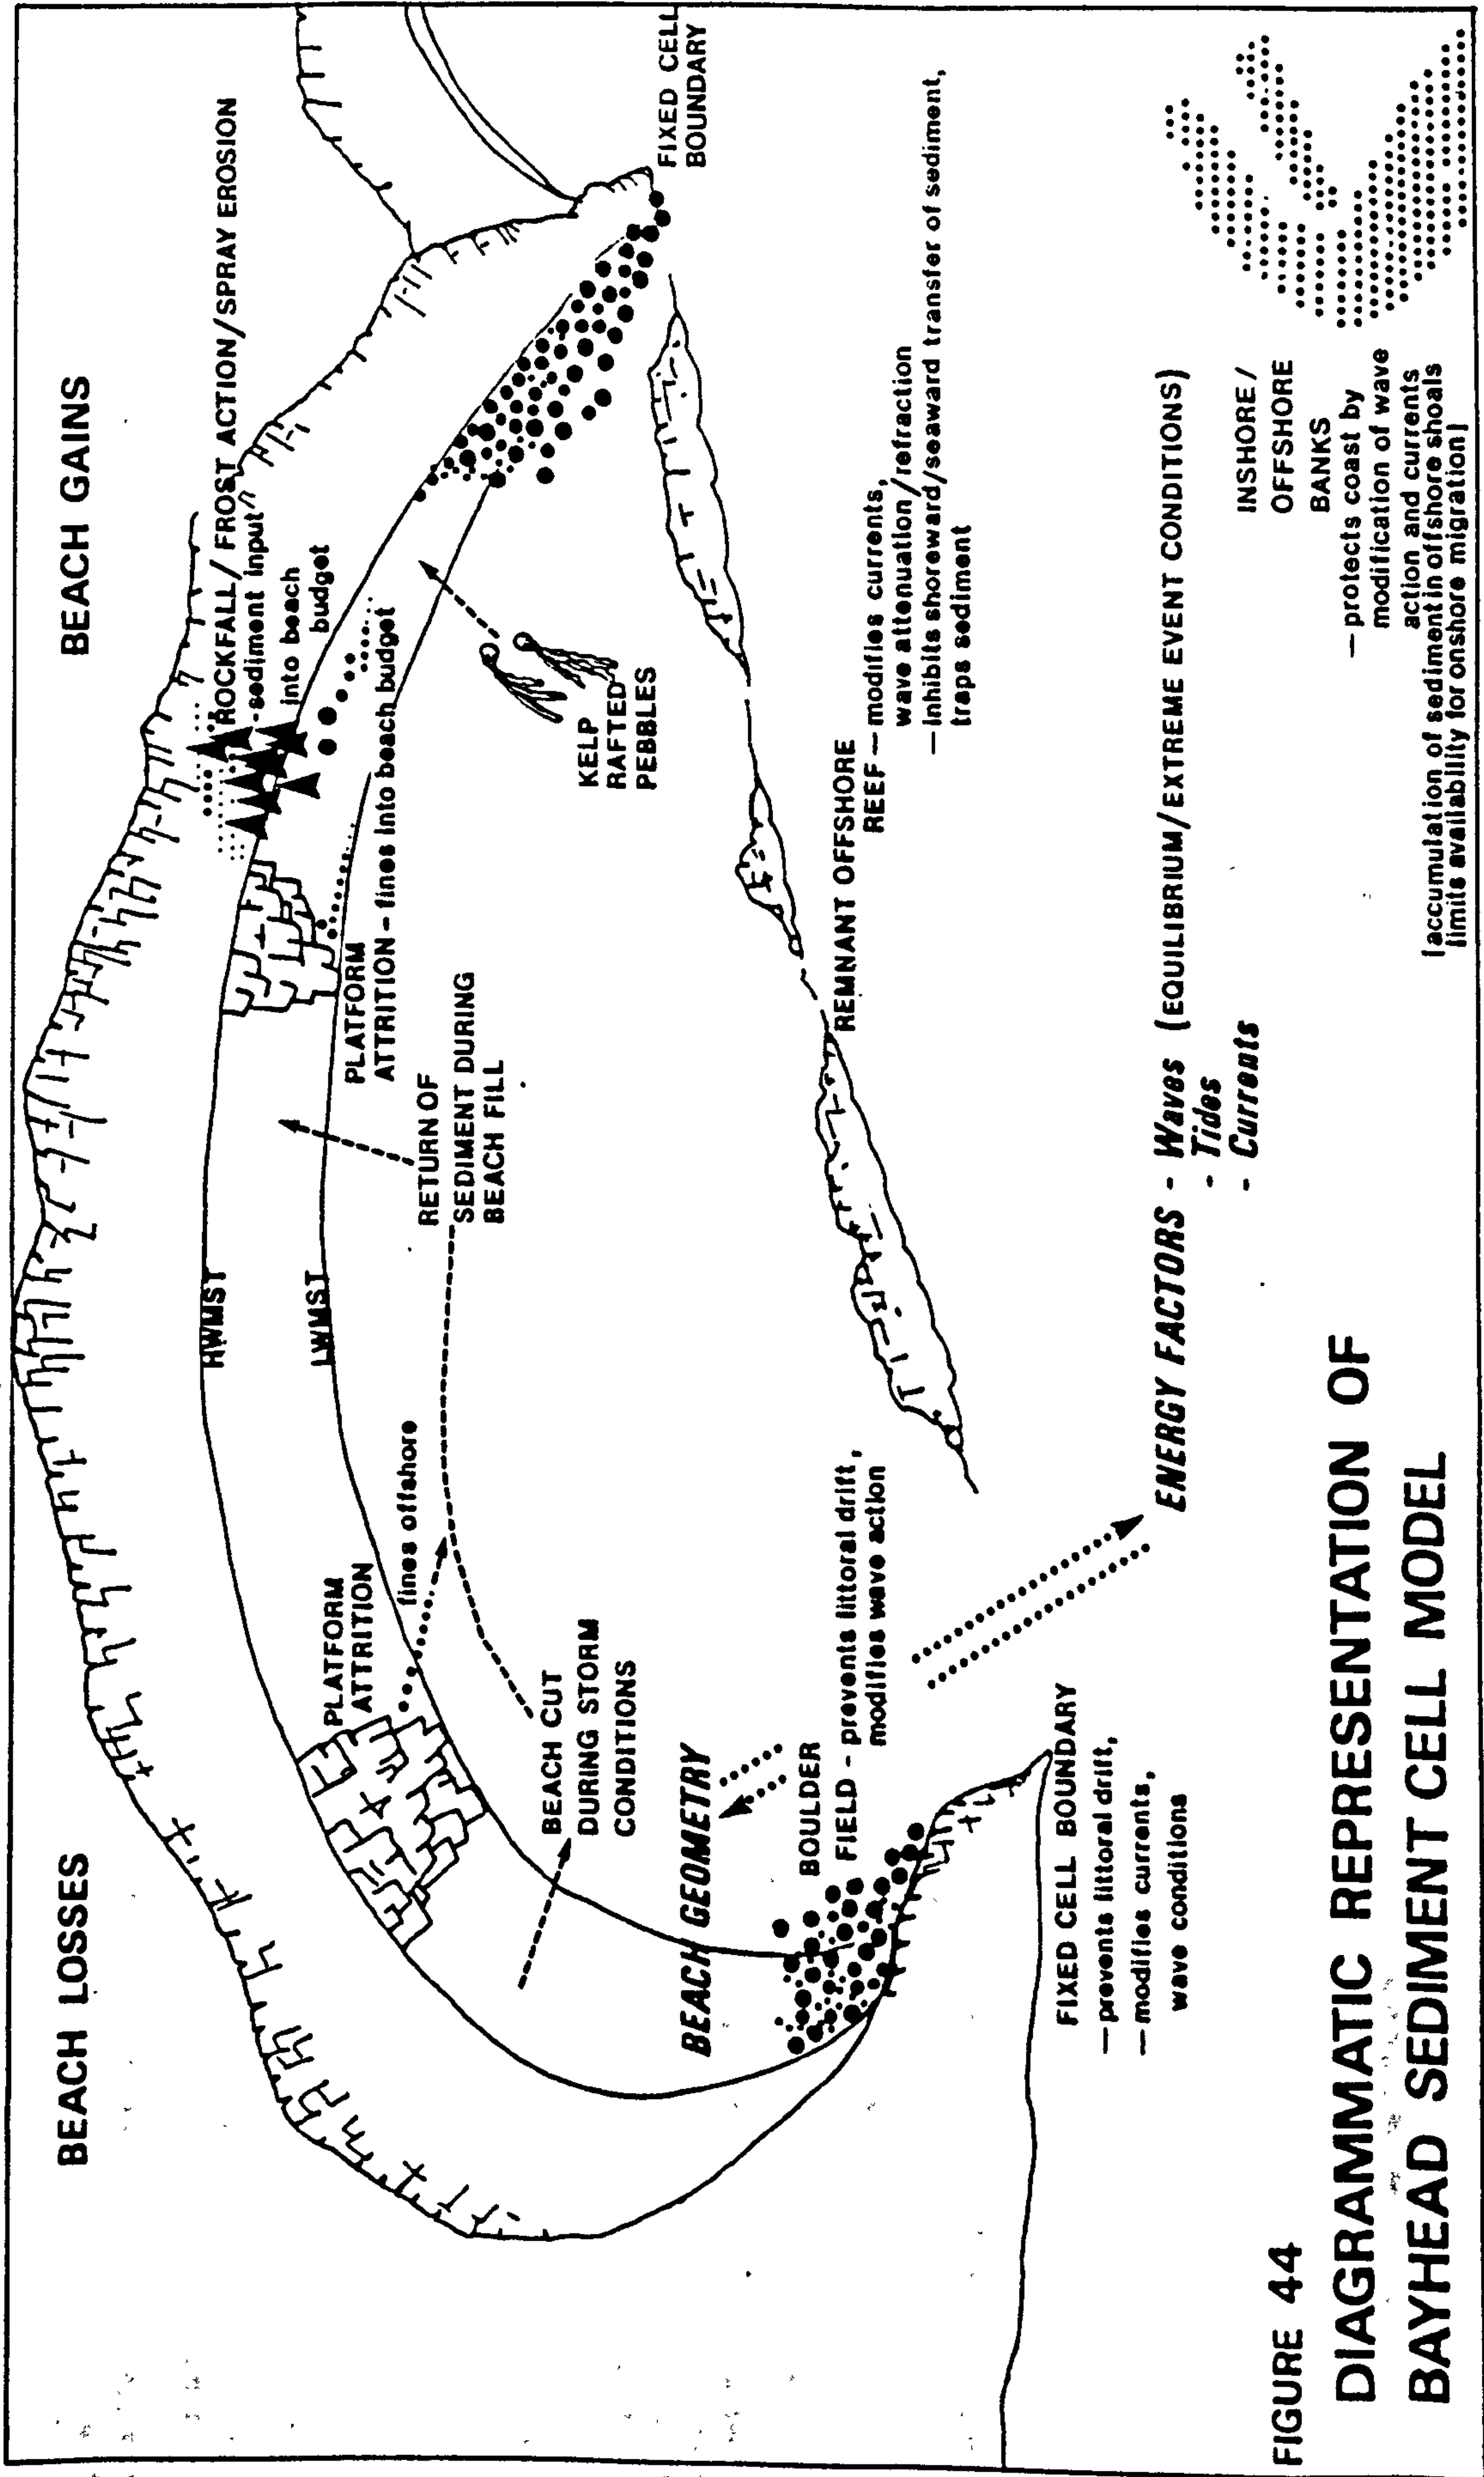 BEACH LOSSES
BEACH GAINS
ROCKFALL/FROST ACTION/SPRAY EROSION
-sediment input
into beach
budget
HWMST
LWMST
PLATFORM
ATTRITION
fines offshore
PLATFORM
ATTRITION-fines into beach budget
RETURN OF
SEDIMENT DURING
BEACH FILL
BEACH CUT
DURING STORM
CONDITIONS
KELP
RAFTED
PEBBLES
FIXED CELL
BOUNDARY
BEACH GEOMETRY
BOULDER
FIELD - prevents littoral drift,
modifies wave action
REMNANT OFFSHORE
REEF — modifies currents,
wave attenuation/refraction
— inhibits shoreward/seaward transfer of sediment,
traps sediment
FIXED CELL BOUNDARY
— prevents littoral drift,
— modifies currents,
wave conditions
ENERGY FACTORS - Waves (EQUILIBRIUM/EXTREME EVENT CONDITIONS)
- Tides
- Currents
INSHORE/
OFFSHORE
BANKS
— protects coast by
modification of wave
action and currents
[accumulation of sediment in offshore shoals
limits availability for onshore migration]
FIGURE 44
DIAGRAMMATIC REPRESENTATION OF
BAYHEAD SEDIMENT CELL MODEL